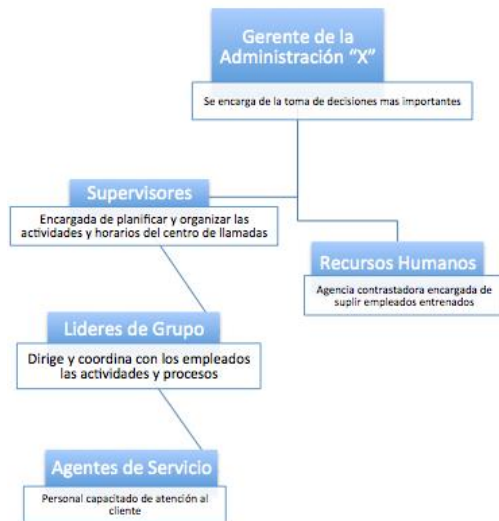 Gerente de la
Administración “X”
Se encarga de la toma de decisiones mas importantes
Supervisores
Encargada de planificar y organizar las
actividades y horarios del centro de llamadas
Recursos Humanos
Agencia contrastadora encargada de
suplir empleados entrenados
Lideres de Grupo
Dirige y coordina con los empleados
las actividades y procesos
Agentes de Servicio
Personal capacitado de atención al
cliente